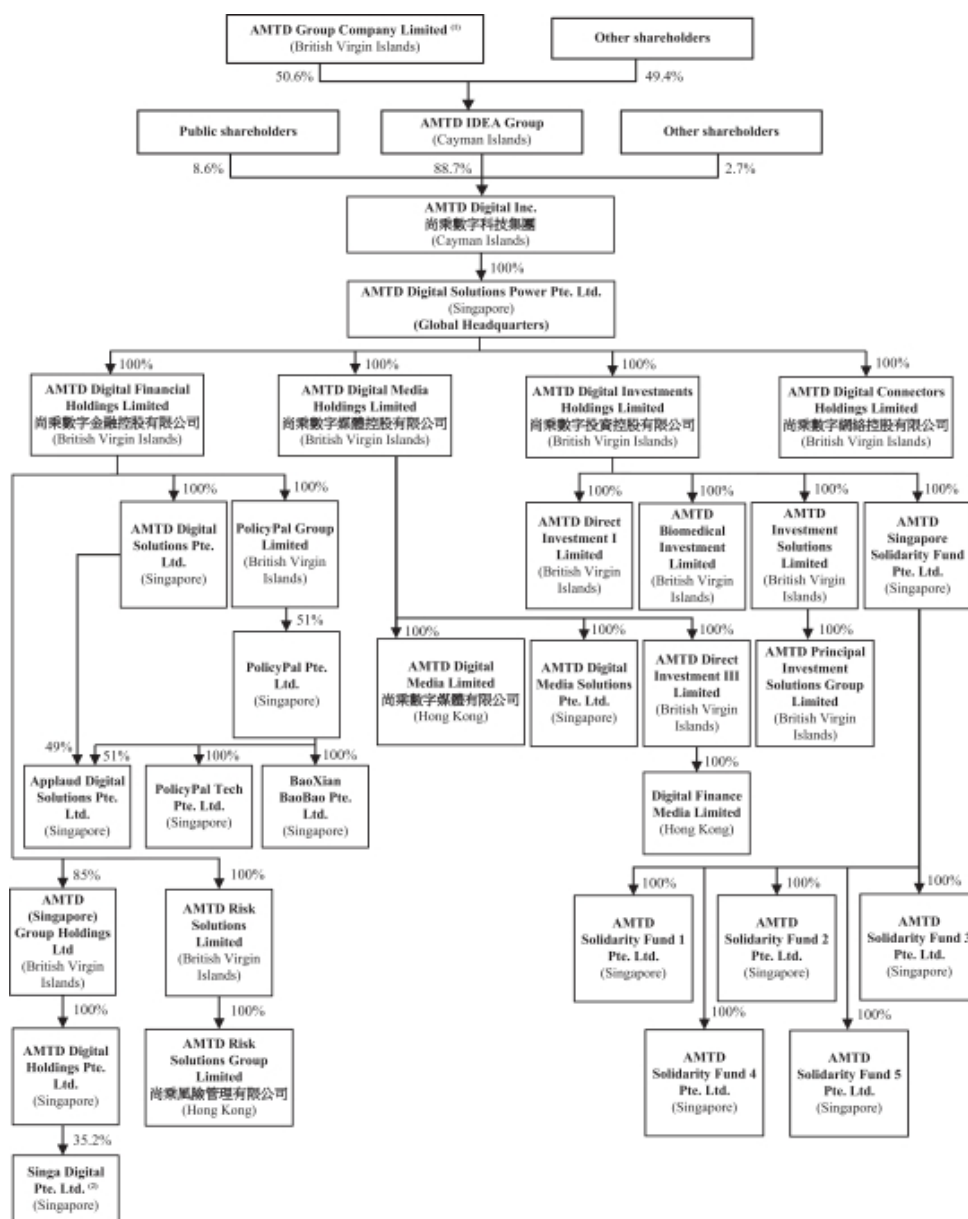 AMTD Group Company Limited (1)
(British Virgin Islands)
Other shareholders
50.6%
49.4%
Public shareholders
AMTD IDEA Group
(Cayman Islands)
Other shareholders
8.6%
88.7%
2.7%
AMTD Digital Inc.
尚乘數字科技集團
(Cayman Islands)
100%
AMTD Digital Solutions Power Pte. Ltd.
(Singapore)
(Global Headquarters)
100%
100%
100%
100%
AMTD Digital Financial
Holdings Limited
尚乘數字金融控股有限公司
(British Virgin Islands)
AMTD Digital Media
Holdings Limited
尚乘數字媒體控股有限公司
(British Virgin Islands)
AMTD Digital Investments
Holdings Limited
尚乘數字投資控股有限公司
(British Virgin Islands)
AMTD Digital Connectors
Holdings Limited
尚乘數字網絡控股有限公司
(British Virgin Islands)
100%
100%
100%
100%
100%
100%
AMTD Digital
Solutions Pte.
Ltd.
(Singapore)
PolicyPal Group
Limited
(British Virgin
Islands)
AMTD Direct
Investment I
Limited
(British Virgin
Islands)
AMTD
Biomedical
Investment Limited
(British Virgin
Islands)
AMTD
Investment
Solutions
Limited
(British Virgin
Islands)
AMTD
Singapore
Solidarity Fund
Pte. Ltd.
(Singapore)
51%
100%
100%
100%
100%
PolicyPal Pte.
Ltd.
(Singapore)
AMTD Digital
Media Limited
尚乘數字媒體有限公司
(Hong Kong)
AMTD Digital
Media Solutions
Pte. Ltd.
(Singapore)
AMTD Direct
Investment III
Limited
(British Virgin
Islands)
AMTD Principal
Investment
Solutions Group
Limited
(British Virgin
Islands)
49%
51%
100%
100%
100%
Applaud Digital
Solutions Pte.
Ltd.
(Singapore)
PolicyPal Tech
Pte. Ltd.
(Singapore)
BaoXian
BaoBao Pte.
Ltd.
(Singapore)
Digital Finance
Media Limited
(Hong Kong)
85%
100%
100%
100%
100%
AMTD
(Singapore)
Group Holdings
Ltd
(British Virgin
Islands)
AMTD Risk
Solutions
Limited
(British Virgin
Islands)
AMTD
Solidarity Fund 1
Pte. Ltd.
(Singapore)
AMTD
Solidarity Fund 2
Pte. Ltd.
(Singapore)
AMTD
Solidarity Fund 3
Pte. Ltd.
(Singapore)
100%
100%
100%
100%
AMTD Digital
Holdings Pte.
Ltd.
(Singapore)
AMTD Risk
Solutions Group
Limited
尚乘風險管理有限公司
(Hong Kong)
AMTD
Solidarity Fund 4
Pte. Ltd.
(Singapore)
AMTD
Solidarity Fund 5
Pte. Ltd.
(Singapore)
35.2%
Singa Digital
Pte. Ltd. (2)
(Singapore)